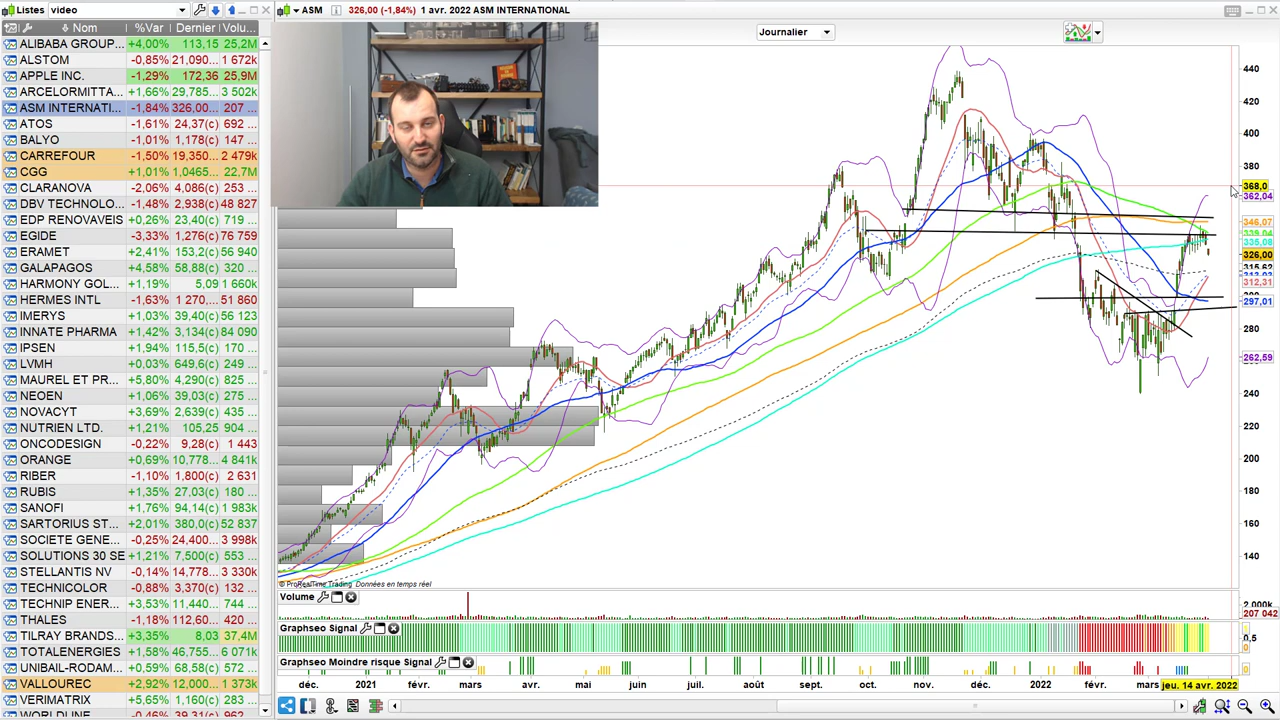 Listes video ASM 326,00 (-1,84%) 1 avr. 2022 ASM INTERNATIONAL
Nom %Var Dernier Volu...
Journalier
ALIBABA GROUP... +4,00% 113,15 25,2M
ALSTOM -0,85% 21,090... 1 672k
APPLE INC. -1,29% 172,36 25,9M
ARCELORMITTA... +1,66% 29,785... 3 502k
ASM INTERNATI... -1,84% 326,00... 207 ...
ATOS -1,61% 24,37(c) 692 ...
BALYO -1,01% 1,178(c) 147 ...
CARREFOUR -1,50% 19,350... 2 479k
CGG +1,01% 1,0465... 22,7M
CLARANOVA -2,06% 4,086(c) 253 ...
DBV TECHNOLO... -1,48% 2,938(c) 48 827
EDP RENOVAVEIS +0,26% 23,40(c) 719 ...
EGIDE -3,33% 1,276(c) 76 759
ERAMET +2,41% 153,2(c) 56 940
GALAPAGOS +4,58% 58,88(c) 320 ...
HARMONY GOL... +1,19% 5,09 1 660k
HERMES INTL -1,63% 1 270,... 51 860
IMERYS +1,03% 39,40(c) 56 123
INNATE PHARMA +1,42% 3,134(c) 84 090
IPSEN +1,94% 115,5(c) 170 ...
LVMH +0,03% 649,6(c) 249 ...
MAUREL ET PR... +5,80% 4,290(c) 825 ...
NEOEN +1,06% 39,03(c) 275 ...
NOVACYT +3,69% 2,639(c) 435 ...
NUTRIEN LTD. +1,21% 105,25 904 ...
ONCODESIGN -0,22% 9,28(c) 1 443
ORANGE +0,69% 10,778... 4 841k
RIBER -1,10% 1,800(c) 2 631
RUBIS +1,35% 27,03(c) 180 ...
SANOFI +1,76% 94,14(c) 1 983k
SARTORIUS ST... +2,01% 380,0(c) 52 837
SOCIETE GENE... -0,25% 24,400... 3 998k
SOLUTIONS 30 SE +1,21% 7,500(c) 553 ...
STELLANTIS NV -0,14% 14,778... 3 330k
TECHNICOLOR -0,88% 3,370(c) 132 ...
TECHNIP ENER... +3,53% 11,440... 744 ...
THALES -1,18% 112,60... 420 ...
TILRAY BRANDS... +3,35% 8,03 37,4M
TOTALENERGIES +1,58% 46,755... 6 071k
UNIBAIL-RODAM... +0,59% 68,58(c) 572 ...
VALLOUREC +2,92% 12,000... 1 373k
VERIMATRIX +5,65% 1,160(c) 283 ...
WORLDLINE -0,46% 39,31(c) 962 ...
440
420
400
380
368,0
362,04
346,07
339,04
335,08
326,00
315,62
312,31
297,01
280
262,59
240
220
200
180
160
140
© ProRealTime Trading Données en temps réel
Volume
2 000k
207 042
Graphseo Signal
0,5
0
Graphseo Moindre risque Signal
0
déc. 2021 févr. mars avr. mai juin juil. août sept. oct. nov. déc. 2022 févr. mars jeu. 14 avr. 2022